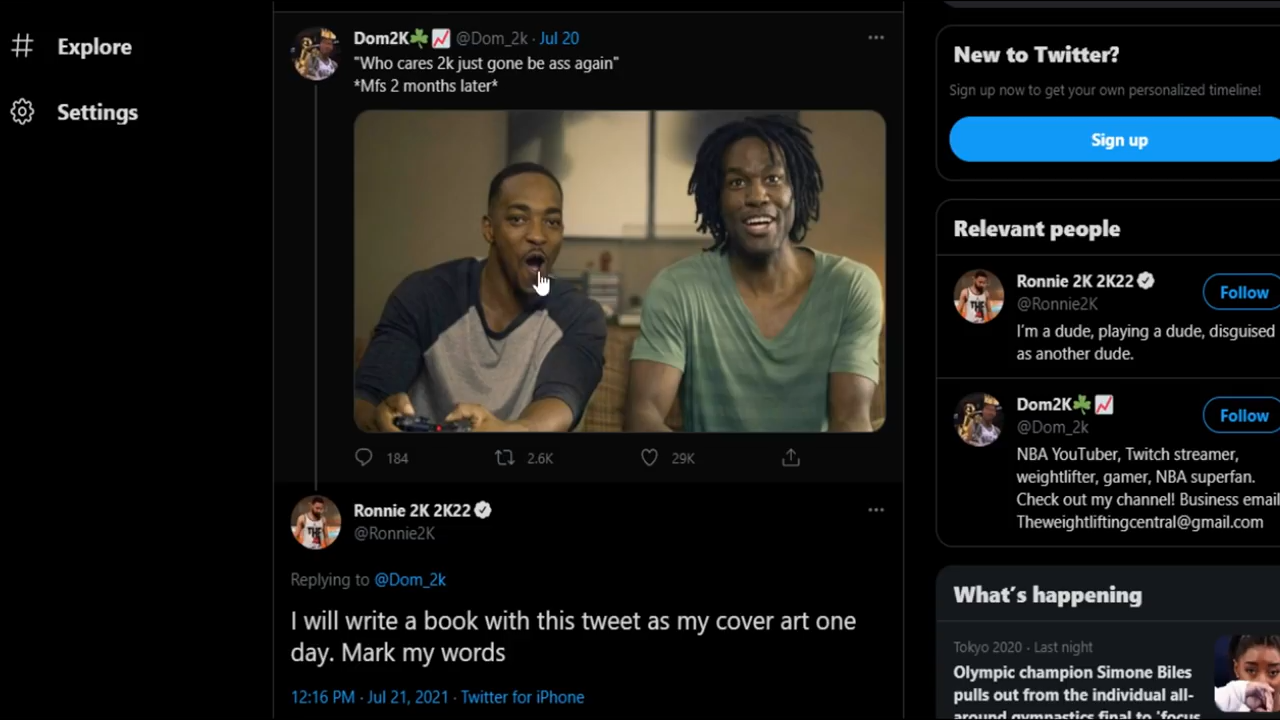 Explore
Settings
Dom2K☘📈 @Dom_2k · Jul 20
"Who cares 2k just gone be ass again"
*Mfs 2 months later*
184 2.6K 29K
Ronnie 2K 2K22
@Ronnie2K
Replying to @Dom_2k
I will write a book with this tweet as my cover art one
day. Mark my words
12:16 PM · Jul 21, 2021 · Twitter for iPhone
New to Twitter?
Sign up now to get your own personalized timeline!
Sign up
Relevant people
Ronnie 2K 2K22
@Ronnie2K
Follow
I'm a dude, playing a dude, disguised
as another dude.
Dom2K☘📈
@Dom_2k
Follow
NBA YouTuber, Twitch streamer,
weightlifter, gamer, NBA superfan.
Check out my channel! Business email
Theweightliftingcentral@gmail.com
What's happening
Tokyo 2020 · Last night
Olympic champion Simone Biles
pulls out from the individual all-
around gymnastics final to 'focus